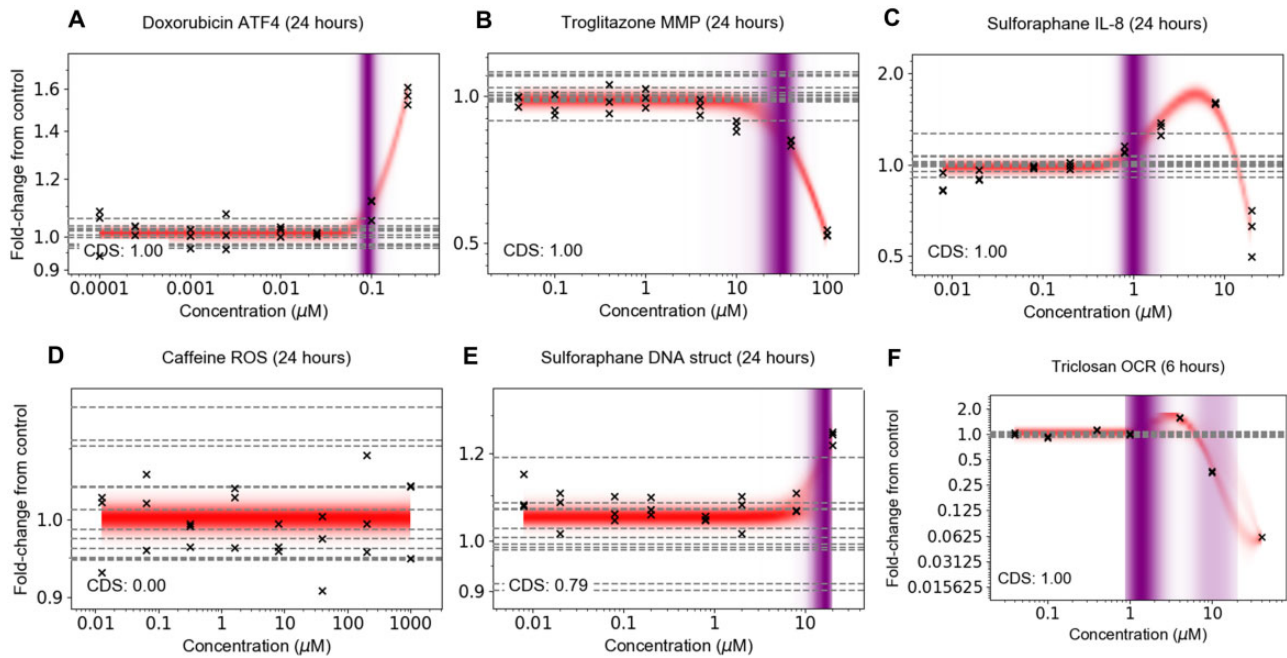 A
Doxorubicin ATF4 (24 hours)
Fold-change from control
1.6
1.2
1.0
0.9
CDS: 1.00
0.0001 0.001 0.01 0.1
Concentration (μM)
B
Troglitazone MMP (24 hours)
1.0
0.5
CDS: 1.00
0.1 1 10 100
Concentration (μM)
C
Sulforaphane IL-8 (24 hours)
2.0
1.0
0.5
CDS: 1.00
0.01 0.1 1 10
Concentration (μM)
D
Caffeine ROS (24 hours)
Fold-change from control
1.0
0.9
CDS: 0.00
0.01 0.1 1 10 100 1000
Concentration (μM)
E
Sulforaphane DNA struct (24 hours)
1.2
1.0
0.9
CDS: 0.79
0.01 0.1 1 10
Concentration (μM)
F
Triclosan OCR (6 hours)
Fold-change from control
2.0
1.0
0.5
0.25
0.125
0.0625
0.03125
0.015625
CDS: 1.00
0.1 1 10
Concentration (μM)